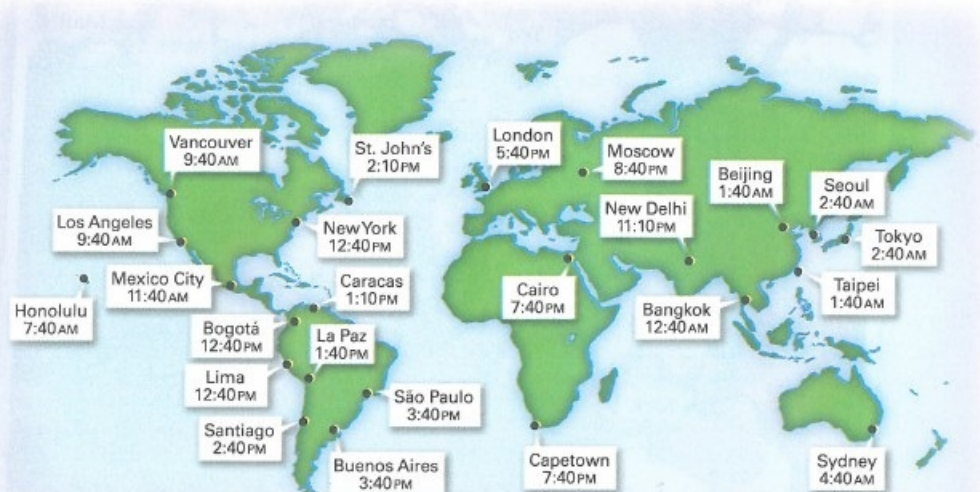 Vancouver
9:40AM
St. John's
2:10PM
London
5:40PM
Moscow
8:40PM
Beijing
1:40AM
Seoul
2:40AM
Los Angeles
9:40AM
New York
12:40PM
New Delhi
11:10PM
Tokyo
2:40AM
Honolulu
7:40AM
Mexico City
11:40AM
Caracas
1:10PM
Cairo
7:40PM
Bangkok
12:40AM
Taipei
1:40AM
Bogotá
12:40PM
La Paz
1:40PM
Lima
12:40PM
São Paulo
3:40PM
Santiago
2:40PM
Buenos Aires
3:40PM
Capetown
7:40PM
Sydney
4:40AM